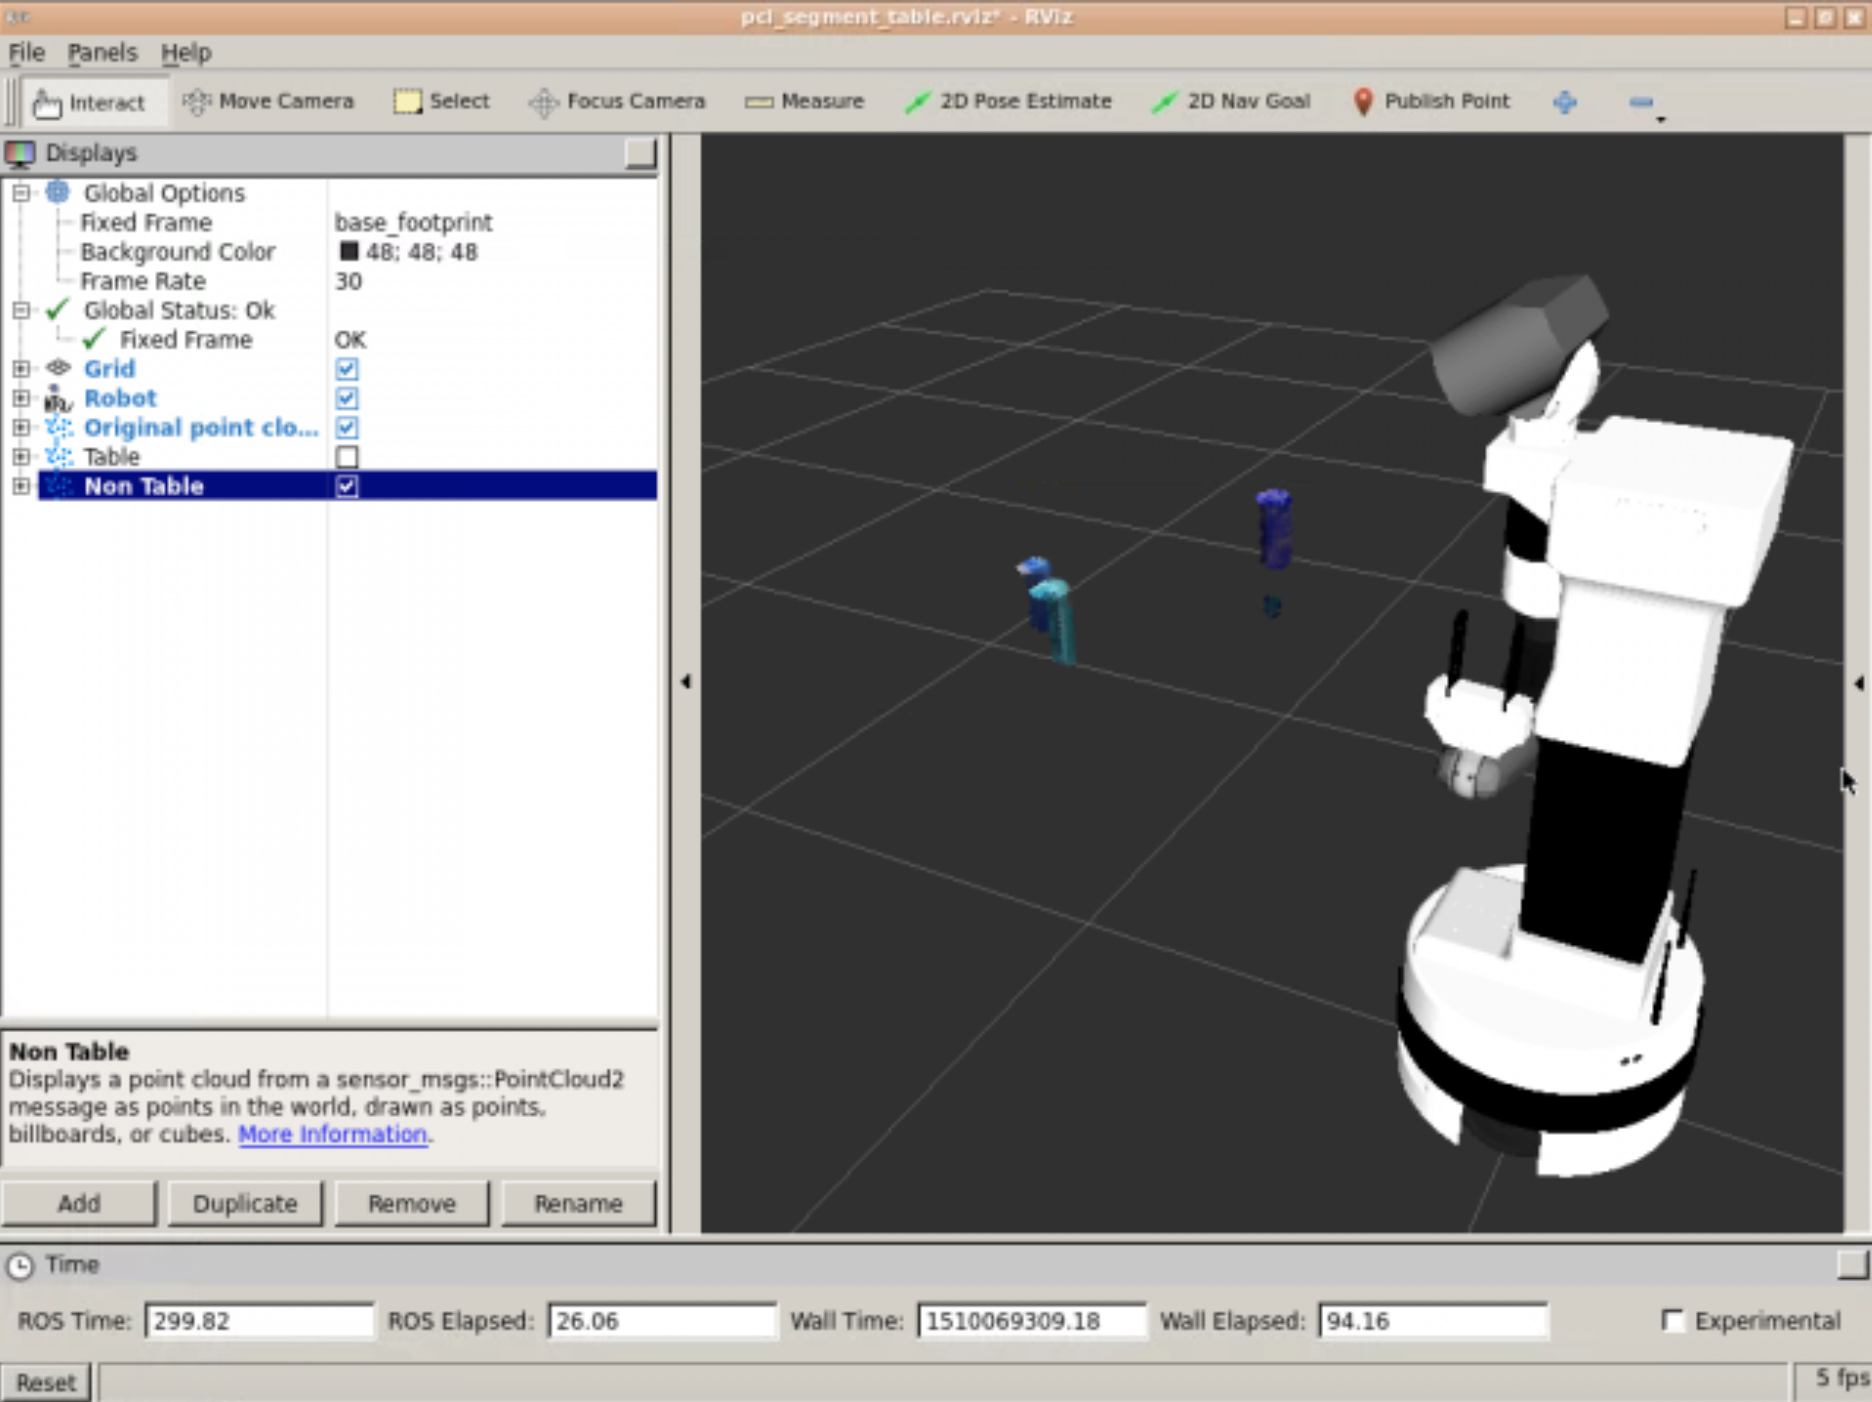 pcl_segment_table.rviz* - RViz
File Panels Help
Interact Move Camera Select Focus Camera Measure 2D Pose Estimate 2D Nav Goal Publish Point
Displays
Global Options
Fixed Frame base_footprint
Background Color 48; 48; 48
Frame Rate 30
Global Status: Ok
Fixed Frame OK
Grid
Robot
Original point clo...
Table
Non Table
Non Table
Displays a point cloud from a sensor_msgs::PointCloud2
message as points in the world, drawn as points,
billboards, or cubes. More Information.
Add Duplicate Remove Rename
Time
ROS Time: 299.82 ROS Elapsed: 26.06 Wall Time: 1510069309.18 Wall Elapsed: 94.16 Experimental
Reset 5 fps